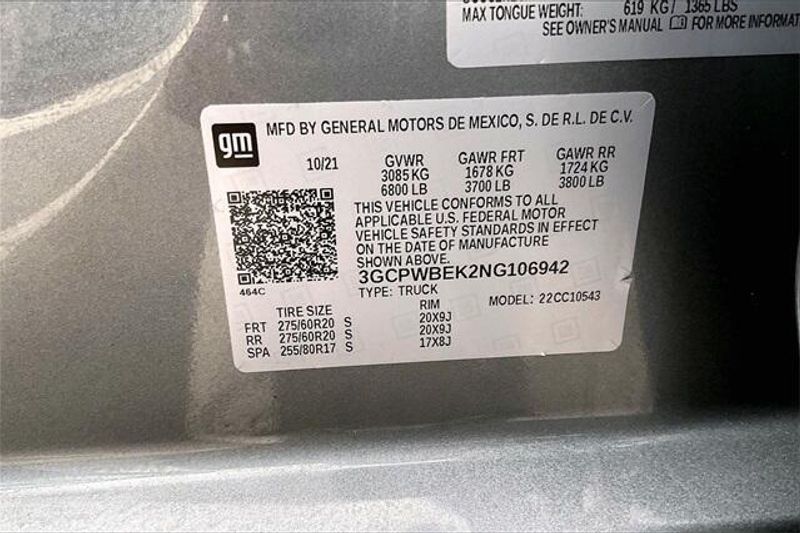 MAX TONGUE WEIGHT: 619 KG / 1365 LBS
SEE OWNER'S MANUAL FOR MORE INFORMAT
gm
MFD BY GENERAL MOTORS DE MEXICO, S. DE R.L. DE C.V.
10/21 GVWR GAWR FRT GAWR RR
3085 KG 1678 KG 1724 KG
6800 LB 3700 LB 3800 LB
THIS VEHICLE CONFORMS TO ALL
APPLICABLE U.S. FEDERAL MOTOR
VEHICLE SAFETY STANDARDS IN EFFECT
ON THE DATE OF MANUFACTURE
SHOWN ABOVE.
464C
3GCPWBEK2NG106942
TYPE: TRUCK MODEL: 22CC10543
TIRE SIZE RIM
FRT 275/60R20 S 20X9J
RR 275/60R20 S 20X9J
SPA 255/80R17 S 17X8J